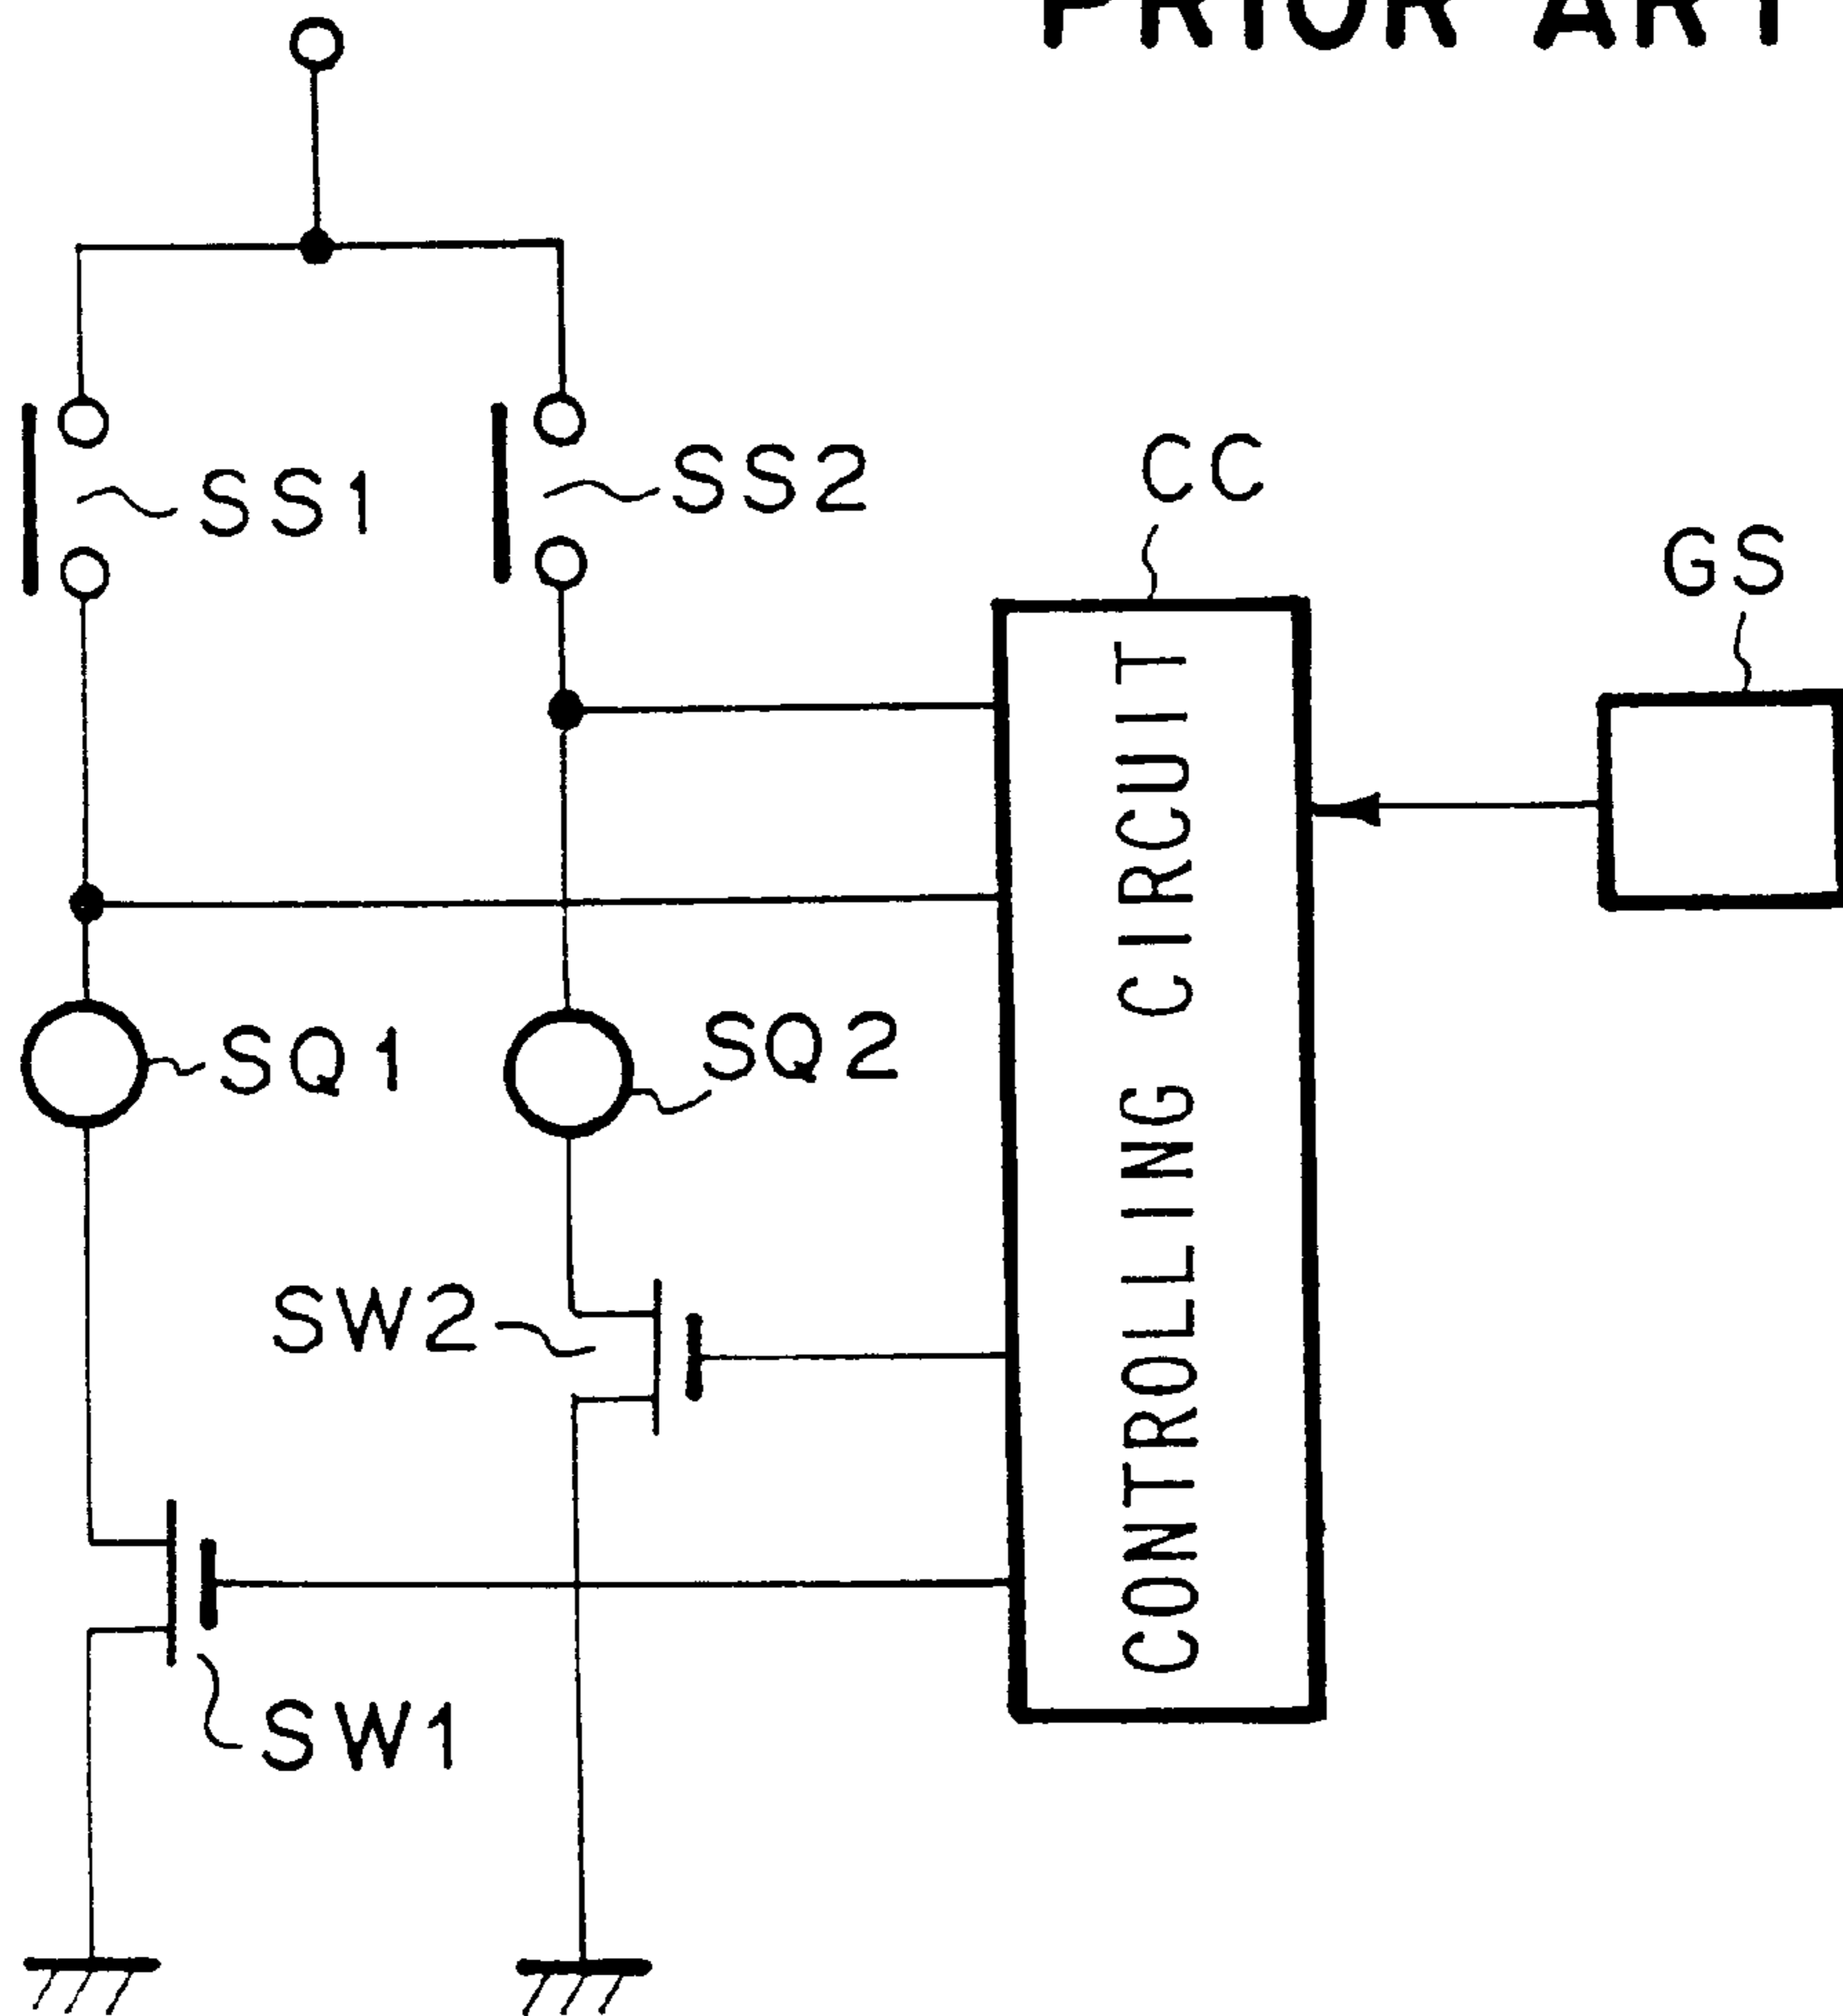 PRIOR ART
SS1
SS2
CC
GS
CONTROLLING CIRCUIT
SQ1
SQ2
SW2
SW1